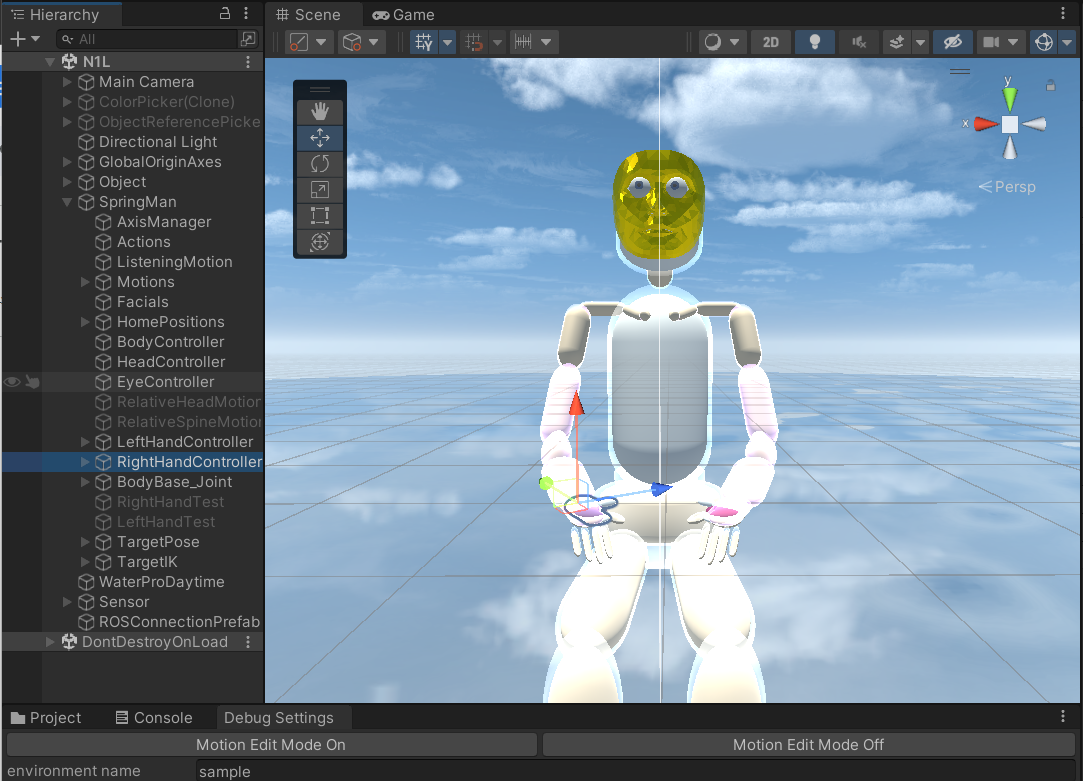 Hierarchy
All
N1L
Main Camera
ColorPicker(Clone)
ObjectReferencePicke
Directional Light
GlobalOriginAxes
Object
SpringMan
AxisManager
Actions
ListeningMotion
Motions
Facials
HomePositions
BodyController
HeadController
EyeController
RelativeHeadMotion
RelativeSpineMotion
LeftHandController
RightHandController
BodyBase_Joint
RightHandTest
LeftHandTest
TargetPose
TargetIK
WaterProDaytime
Sensor
ROSConnectionPrefab
DontDestroyOnLoad
Scene Game
2D
y
x
Persp
Project Console Debug Settings
Motion Edit Mode On Motion Edit Mode Off
environment name sample